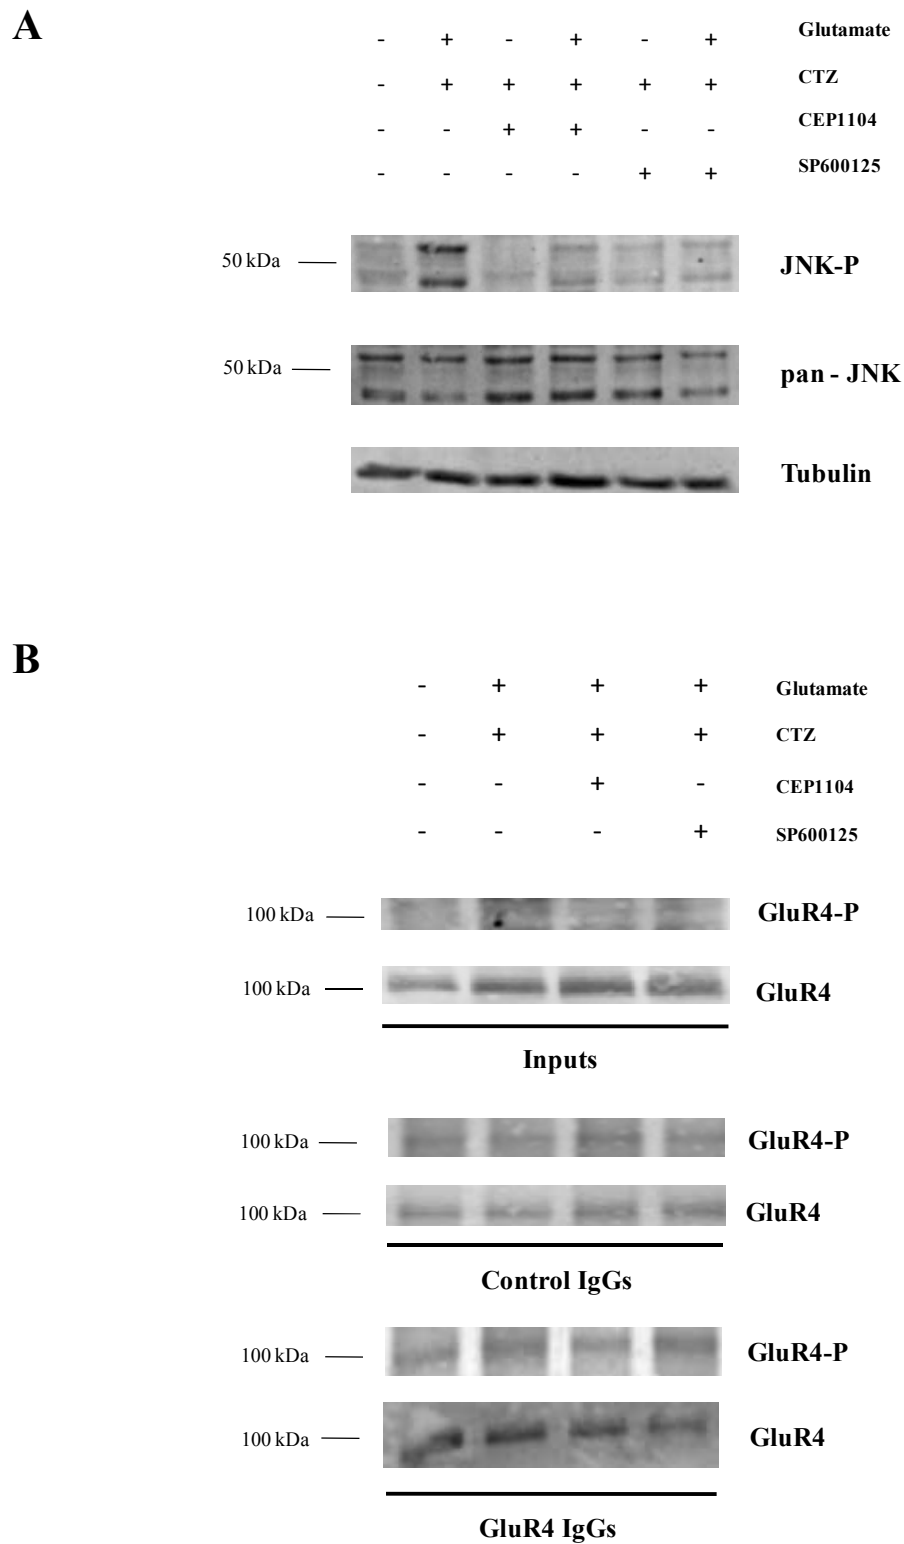 A
- + - + - + Glutamate
- + + + + + CTZ
- - + + - - CEP1104
- - - - + + SP600125
50 kDa JNK-P
50 kDa pan - JNK
Tubulin
B
- + + + Glutamate
- + + + CTZ
- - + - CEP1104
- - - + SP600125
100 kDa GluR4-P
100 kDa GluR4
Inputs
100 kDa GluR4-P
100 kDa GluR4
Control IgGs
100 kDa GluR4-P
100 kDa GluR4
GluR4 IgGs